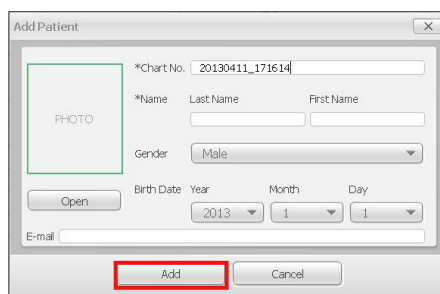 Add Patient
*Chart No. 20130411_171614
*Name Last Name First Name
PHOTO
Gender Male
Open
Birth Date Year Month Day
2013 1 1
E-mail
Add Cancel